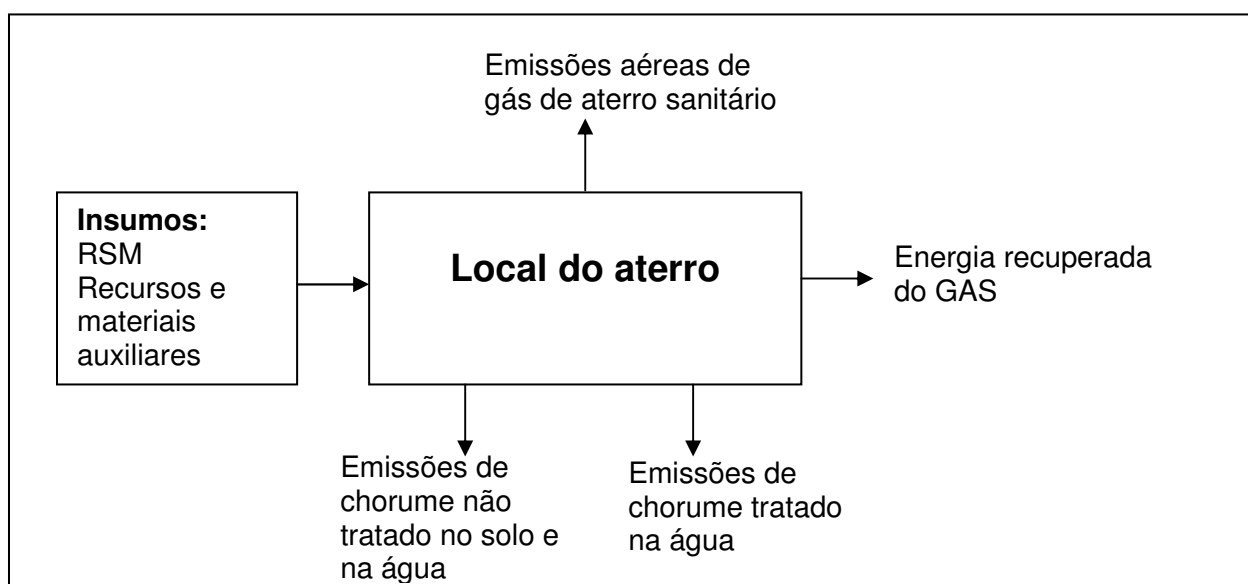 Emissões aéreas de
gás de aterro sanitário
Insumos:
RSM
Recursos e
materiais
auxiliares
Local do aterro
Energia recuperada
do GAS
Emissões de
chorume não
tratado no solo e
na água
Emissões de
chorume tratado
na água